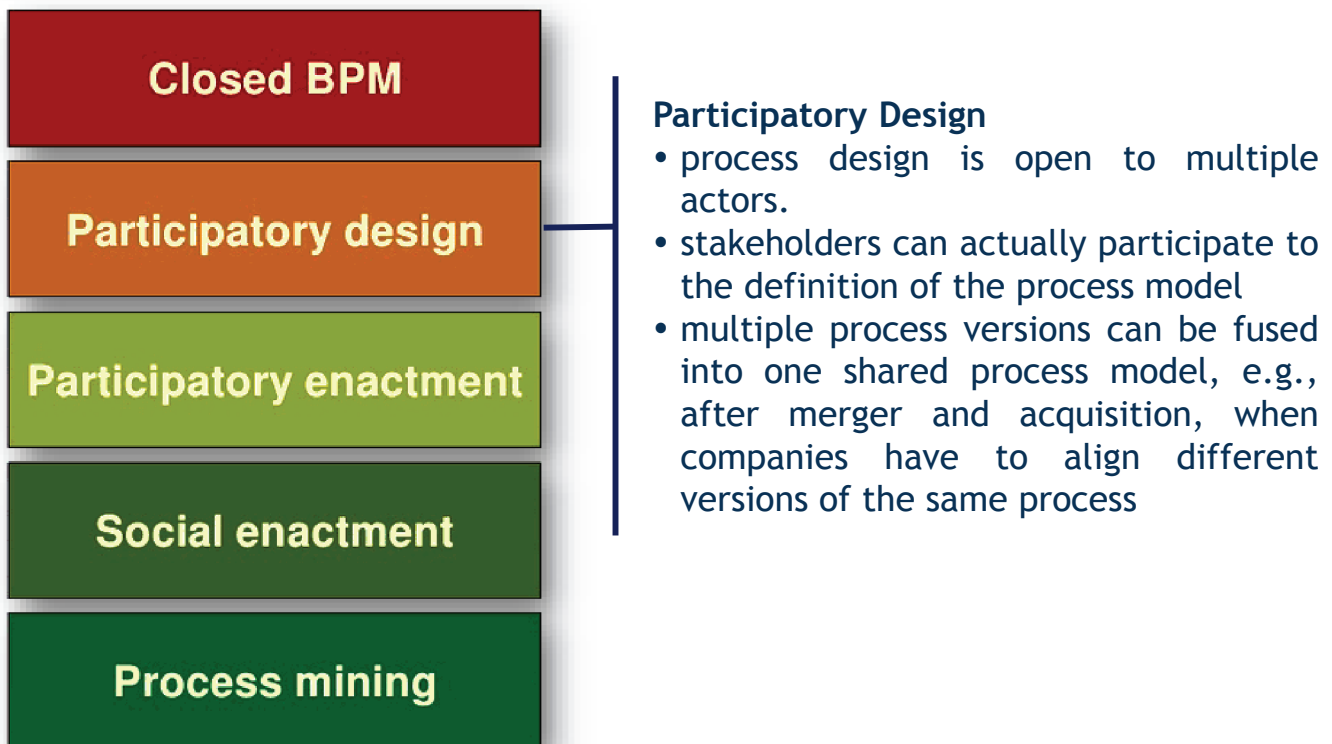 Closed BPM
Participatory design
Participatory enactment
Social enactment
Process mining
Participatory Design
• process design is open to multiple
actors.
• stakeholders can actually participate to
the definition of the process model
• multiple process versions can be fused
into one shared process model, e.g.,
after merger and acquisition, when
companies have to align different
versions of the same process